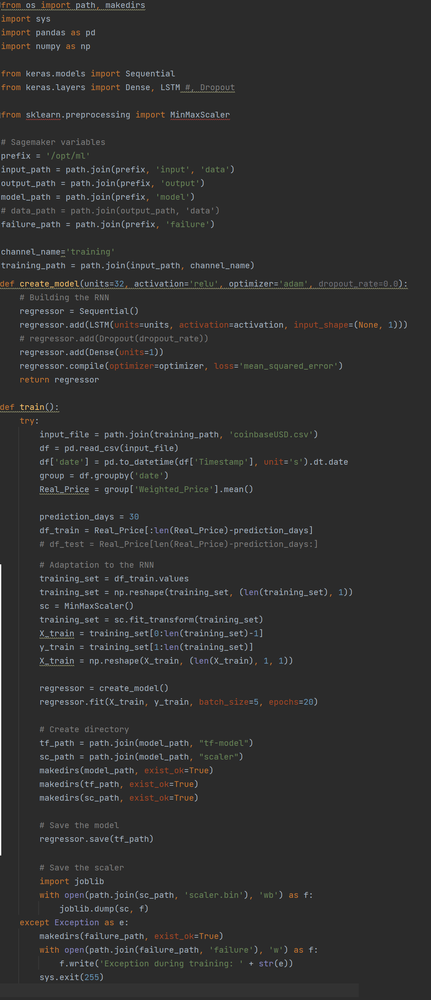 from os import path, makedirs
import sys
import pandas as pd
import numpy as np

from keras.models import Sequential
from keras.layers import Dense, LSTM #, Dropout

from sklearn.preprocessing import MinMaxScaler

# Sagemaker variables
prefix = '/opt/ml'
input_path = path.join(prefix, 'input', 'data')
output_path = path.join(prefix, 'output')
model_path = path.join(prefix, 'model')
# data_path = path.join(output_path, 'data')
failure_path = path.join(prefix, 'failure')

channel_name='training'
training_path = path.join(input_path, channel_name)
def create_model(units=32, activation='relu', optimizer='adam', dropout_rate=0.0):
    # Building the RNN
    regressor = Sequential()
    regressor.add(LSTM(units=units, activation=activation, input_shape=(None, 1)))
    # regressor.add(Dropout(dropout_rate))
    regressor.add(Dense(units=1))
    regressor.compile(optimizer=optimizer, loss='mean_squared_error')
    return regressor

def train():
    try:
        input_file = path.join(training_path, 'coinbaseUSD.csv')
        df = pd.read_csv(input_file)
        df['date'] = pd.to_datetime(df['Timestamp'], unit='s').dt.date
        group = df.groupby('date')
        Real_Price = group['Weighted_Price'].mean()

        prediction_days = 30
        df_train = Real_Price[:len(Real_Price)-prediction_days]
        # df_test = Real_Price[len(Real_Price)-prediction_days:]

        # Adaptation to the RNN
        training_set = df_train.values
        training_set = np.reshape(training_set, (len(training_set), 1))
        sc = MinMaxScaler()
        training_set = sc.fit_transform(training_set)
        X_train = training_set[0:len(training_set)-1]
        y_train = training_set[1:len(training_set)]
        X_train = np.reshape(X_train, (len(X_train), 1, 1))

        regressor = create_model()
        regressor.fit(X_train, y_train, batch_size=5, epochs=20)

        # Create directory
        tf_path = path.join(model_path, "tf-model")
        sc_path = path.join(model_path, "scaler")
        makedirs(model_path, exist_ok=True)
        makedirs(tf_path, exist_ok=True)
        makedirs(sc_path, exist_ok=True)

        # Save the model
        regressor.save(tf_path)

        # Save the scaler
        import joblib
        with open(path.join(sc_path, 'scaler.bin'), 'wb') as f:
            joblib.dump(sc, f)
    except Exception as e:
        makedirs(failure_path, exist_ok=True)
        with open(path.join(failure_path, 'failure'), 'w') as f:
            f.write('Exception during training: ' + str(e))
        sys.exit(255)